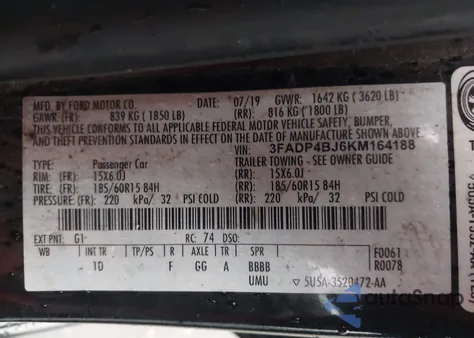 MFD. BY FORD MOTOR CO. DATE: 07/19 GVWR: 1642 KG ( 3620 LB)
GAWR:(FR): 839 KG ( 1850 LB) (RR): 816 KG ( 1800 LB)
THIS VEHICLE CONFORMS TO ALL APPLICABLE FEDERAL MOTOR VEHICLE SAFETY, BUMPER,
AND THEFT PREVENTION STANDARDS IN EFFECT ON THE DATE OF MANUFACTURE SHOWN ABOVE.
VIN: 3FADP4BJ6KM164188
TYPE: Passenger Car TRAILER TOWING - SEE OWNER GUIDE
RIM: (FR) 15X6.0J (RR) 15X6.0J
TIRE: (FR) 185/60R15 84H (RR) 185/60R15 84H
PRESSURE: (FR) 220 kPa/ 32 PSI COLD (RR) 220 kPa/ 32 PSI COLD
EXT PNT: G1 RC: 74 DSO: F0061
WB INT TR TP/PS R AXLE TR SPR R0078
1D F GG A BBBB
UMU 5U5A-3520472-AA
autoSnap